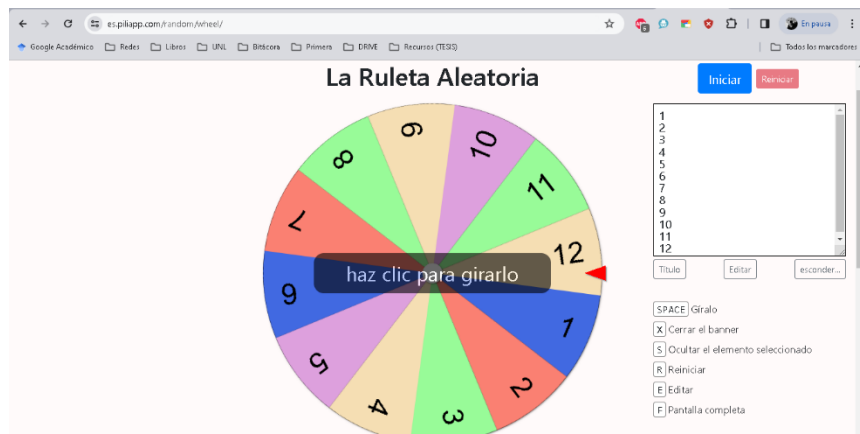 es.piliapp.com/random/wheel/
6
En pausa
Google Académico Redes Libros UNL Bitácora Primera DRIVE Recursos (TESIS)
Todos los marcadores
La Ruleta Aleatoria
Iniciar
Reiniciar
1
2
3
4
5
6
7
8
9
10
11
12
Título
Editar
esconder...
SPACE Gíralo
X Cerrar el banner
S Ocultar el elemento seleccionado
R Reiniciar
E Editar
F Pantalla completa
9
10
8
11
7
12
haz clic para girarlo
6
1
5
2
4
3